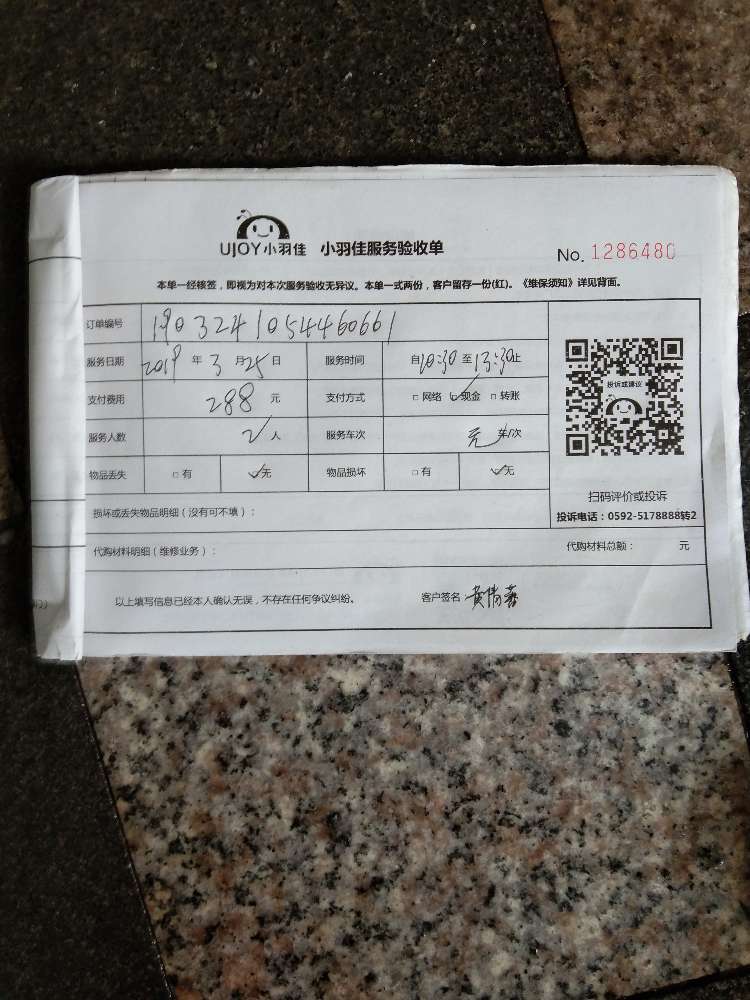 UJOY小羽佳 小羽佳服务验收单 No. 1286480
本单一经核签，即视为对本次服务验收无异议。本单一式两份，客户留存一份(红)。《维保须知》详见背面。
订单编号 1903241054460661
服务日期 2019 年 3 月 25 日 服务时间 自 10:30 至 13:30 止
支付费用 288 元 支付方式 □ 网络 ☑ 现金 □ 转账
服务人数 2 人 服务车次 元 车/次
物品丢失 □ 有 ☑ 无 物品损坏 □ 有 ☑ 无
投诉或建议
扫码评价或投诉
投诉电话：0592-5178888转2
损坏或丢失物品明细（没有可不填）：
代购材料明细（维修业务）： 代购材料总额： 元
以上填写信息已经本人确认无误，不存在任何争议纠纷。 客户签名